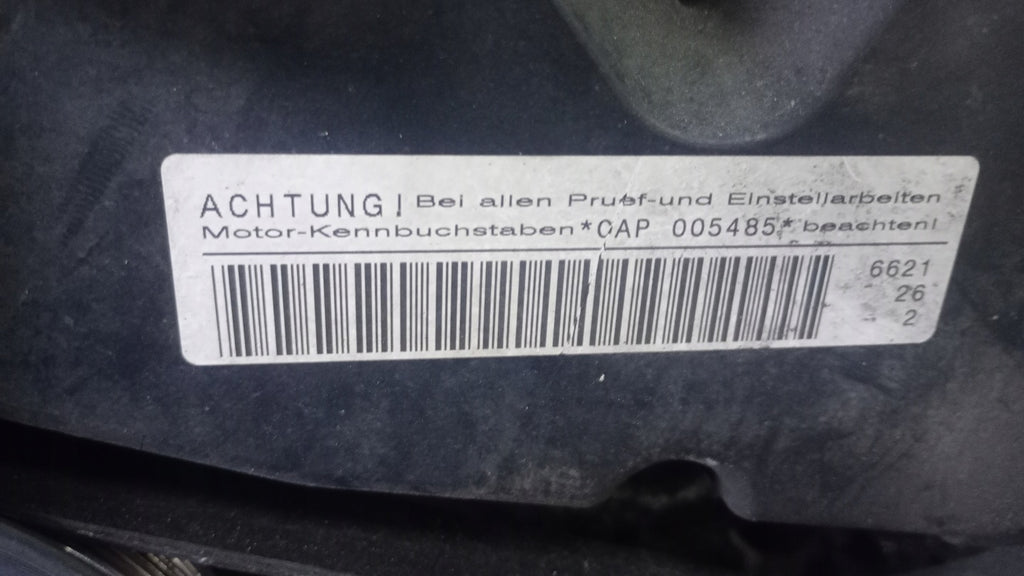 ACHTUNG! Bei allen Pruef-und Einstellarbeiten
Motor-Kennbuchstaben *CAP 005485* beachten!
6621
26
2